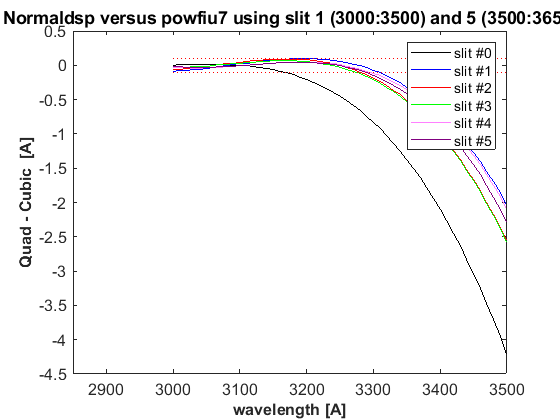 Normaldsp versus powfiu7 using slit 1 (3000:3500) and 5 (3500:365
0.5
0
-0.5
-1
-1.5
-2
-2.5
-3
-3.5
-4
-4.5
Quad - Cubic [A]
slit #0
slit #1
slit #2
slit #3
slit #4
slit #5
2900
3000
3100
3200
3300
3400
3500
wavelength [A]